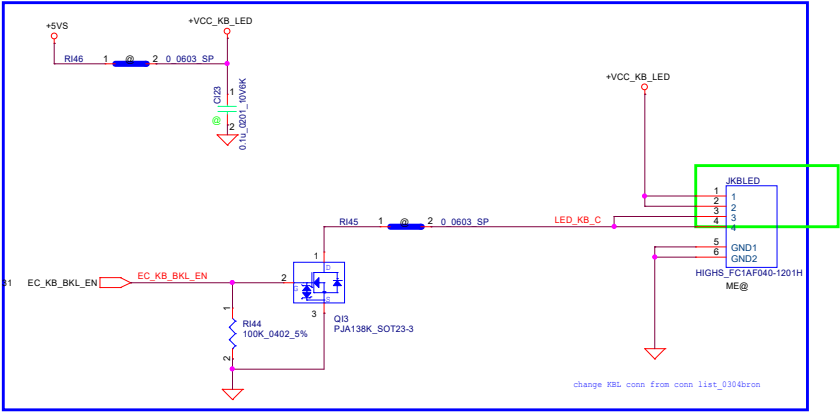 +5VS
+VCC_KB_LED
RI46 1 @ 2 0_0603_SP
CI23
1
2
@
0.1u_0201_10V6K
+VCC_KB_LED
JKBLED
1 1
2 2
3 3
4 4
5 GND1
6 GND2
HIGHS_FC1AF040-1201H
ME@
RI45 1 @ 2 0_0603_SP
LED_KB_C
1
D
31 EC_KB_BKL_EN
EC_KB_BKL_EN
2
G
S
3
QI3
PJA138K_SOT23-3
1
RI44
100K_0402_5%
2
change KBL conn from conn list_0304bron